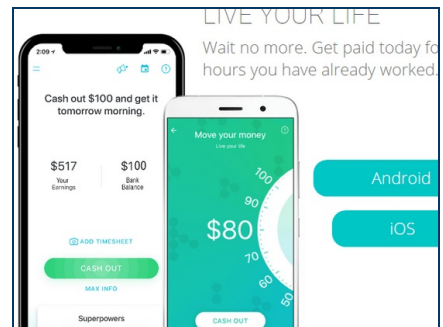 LIVE YOUR LIFE
Wait no more. Get paid today fo
hours you have already worked.
Android
iOS
2:09
Cash out $100 and get it
tomorrow morning.
$517
Your
Earnings
$100
Bank
Balance
ADD TIMESHEET
CASH OUT
MAX INFO
Superpowers
Move your money
Live your life
$80
100
90
70
60
50
CASH OUT